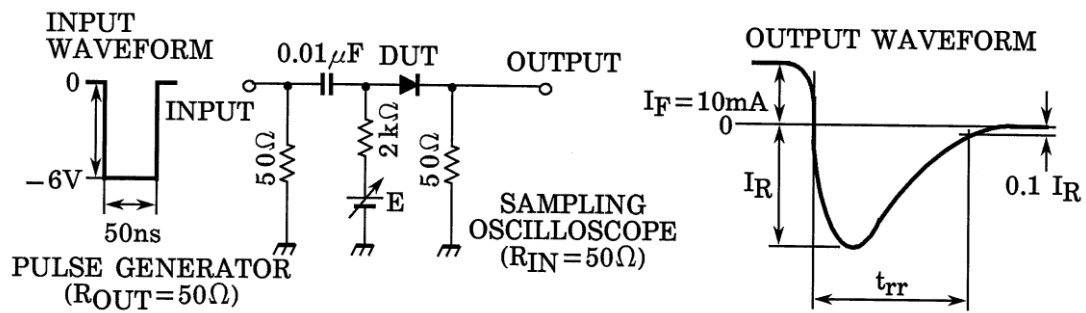 INPUT
WAVEFORM
0
−6V
50ns
PULSE GENERATOR
(ROUT=50Ω)
INPUT
0.01μF
DUT
OUTPUT
50Ω
2kΩ
E
50Ω
SAMPLING
OSCILLOSCOPE
(RIN=50Ω)
OUTPUT WAVEFORM
IF=10mA
0
IR
0.1 IR
trr